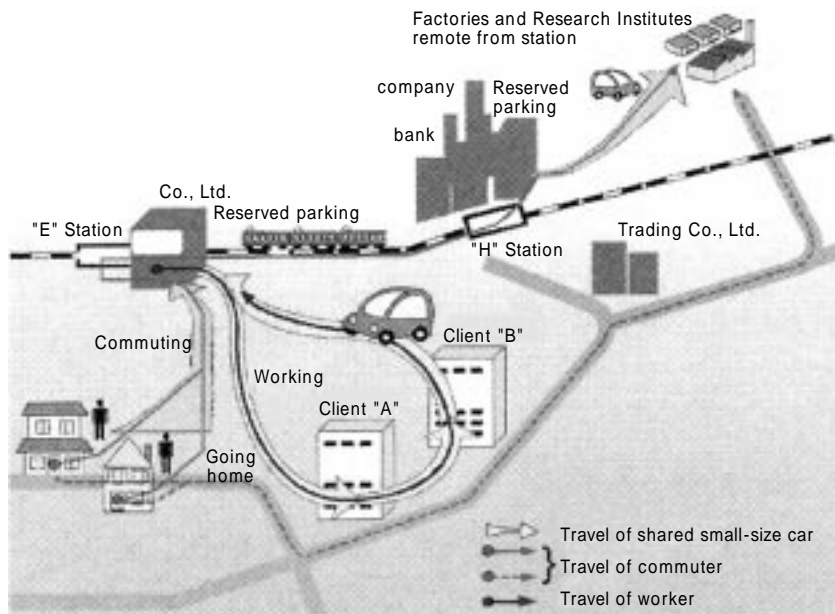 Factories and Research Institutes
remote from station
company
Reserved
parking
bank
Co., Ltd.
"E" Station
Reserved parking
"H" Station
Trading Co., Ltd.
Commuting
Working
Client "B"
Client "A"
Going
home
Travel of shared small-size car
Travel of commuter
Travel of worker